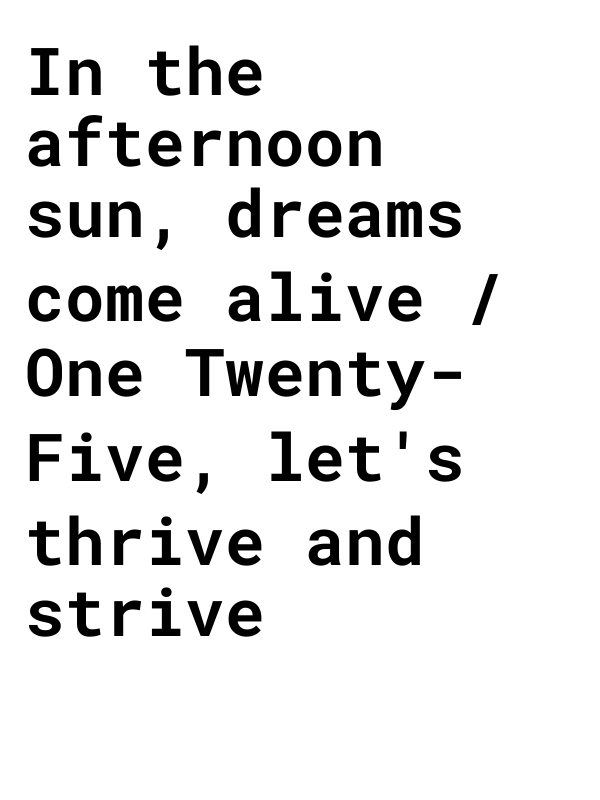 In the
afternoon
sun, dreams
come alive /
One Twenty-
Five, let's
thrive and
strive